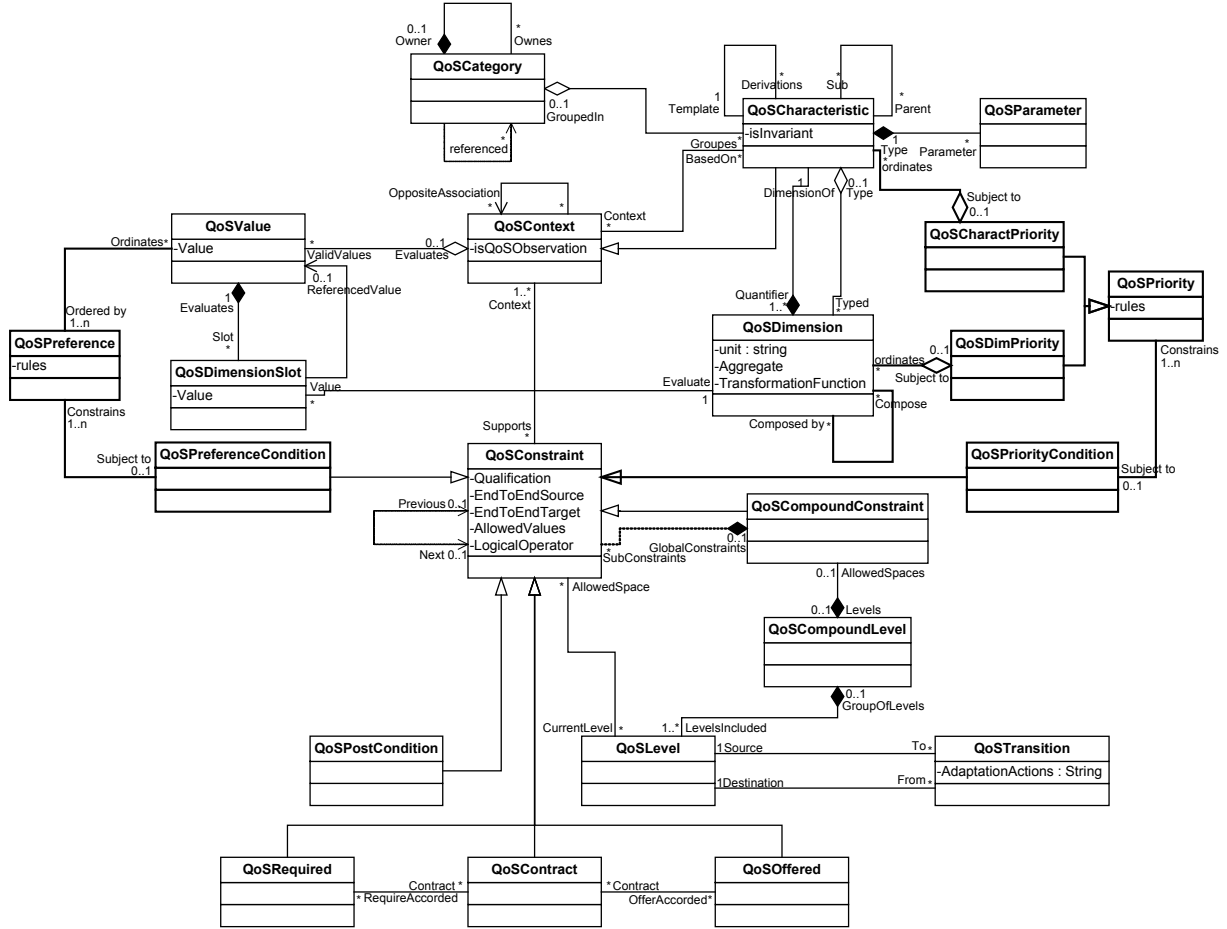 0..1
*
Owner
Ownes
QoSCategory
0..1
GroupedIn
*
referenced
*
Derivations
*
Sub
1
Template
*
Parent
QoSCharacteristic
-isInvariant
1
Type
*
Parameter
QoSParameter
Groupes*
BasedOn*
*
ordinates
DimensionOf
1
0..1
Type
Subject to
0..1
OppositeAssociation
*
*
QoSContext
-isQoSObservation
Context
*
0..1
Evaluates
1..*
Context
QoSValue
-Value
Ordinates*
*
ValidValues
0..1
ReferencedValue
1
Evaluates
Slot
*
QoSCharactPriority
QoSPriority
-rules
Constrains
1..n
Ordered by
1..n
QoSPreference
-rules
Constrains
1..n
Quantifier
1..*
Typed
*
QoSDimension
-unit : string
-Aggregate
-TransformationFunction
ordinates
*
0..1
Subject to
QoSDimPriority
QoSDimensionSlot
-Value
Value
*
Evaluate
1
*
Compose
Composed by
*
Supports
*
Subject to
0..1
QoSPreferenceCondition
QoSConstraint
-Qualification
-EndToEndSource
-EndToEndTarget
-AllowedValues
-LogicalOperator
Previous 0..1
Next 0..1
QoSPriorityCondition
Subject to
0..1
QoSCompoundConstraint
0..1
GlobalConstraints
*
SubConstraints
0..1
AllowedSpaces
0..1
Levels
*
AllowedSpace
QoSCompoundLevel
0..1
GroupOfLevels
CurrentLevel
*
1..*
LevelsIncluded
QoSPostCondition
QoSLevel
1Source
To*
1Destination
From*
QoSTransition
-AdaptationActions : String
QoSRequired
Contract *
* RequireAccorded
QoSContract
*Contract
OfferAccorded*
QoSOffered